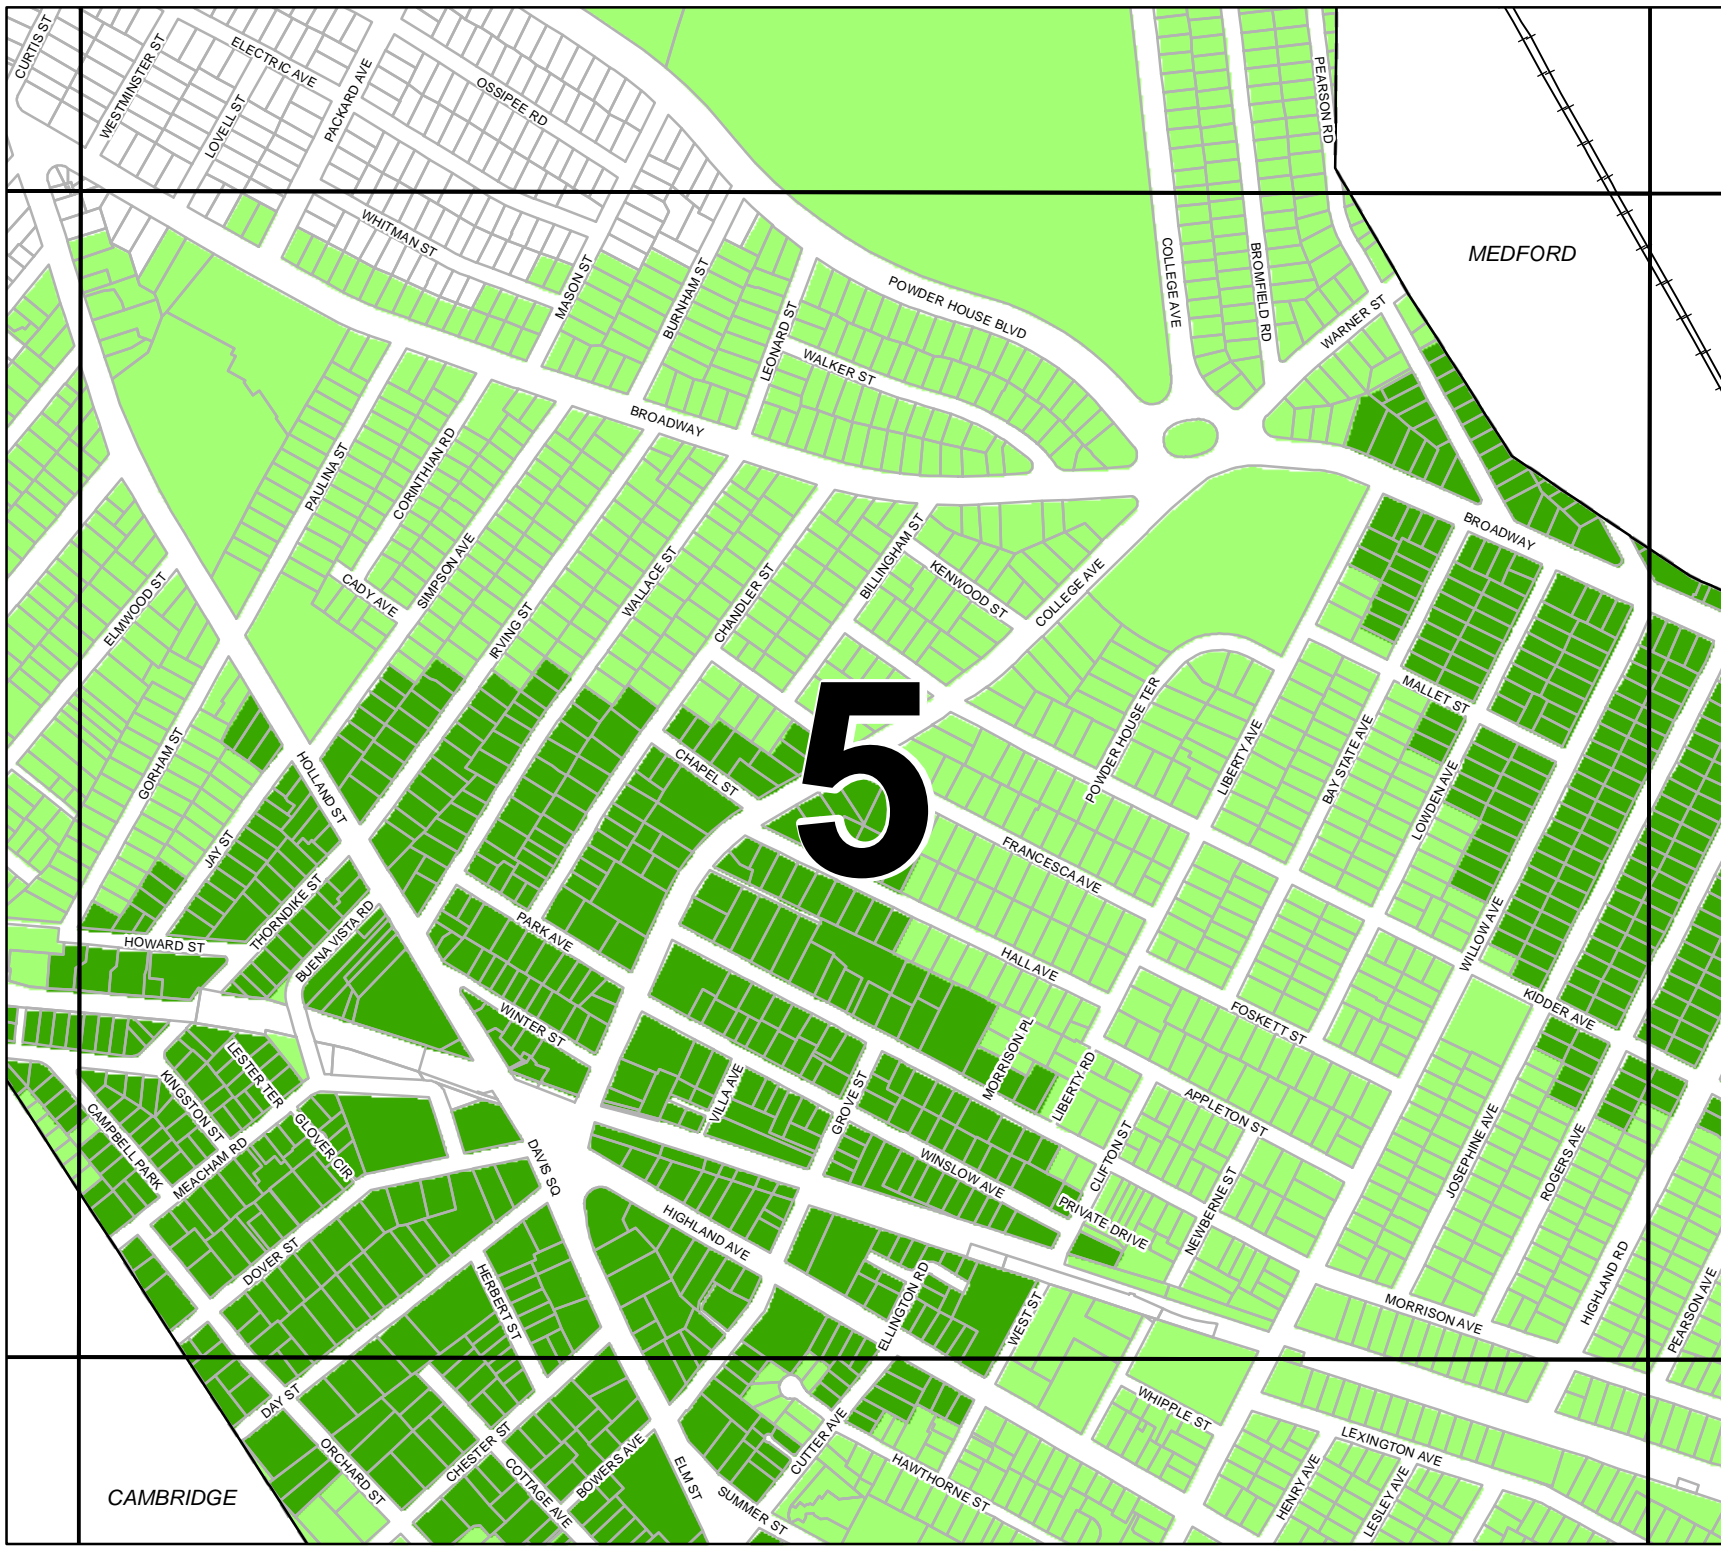 CURTIS ST
WESTMINSTER ST
ELECTRIC AVE
LOVELL ST
PACKARD AVE
OSSIPEE RD
PEARSON RD
WHITMAN ST
MASON ST
BURNHAM ST
LEONARD ST
POWDER HOUSE BLVD
WALKER ST
COLLEGE AVE
BROMFIELD RD
WARNER ST
MEDFORD
BROADWAY
PAULINA ST
CORINTHIAN RD
CADY AVE
SIMPSON AVE
IRVING ST
WALLACE ST
CHANDLER ST
BILLINGHAM ST
KENWOOD ST
COLLEGE AVE
BROADWAY
ELMWOOD ST
GORHAM ST
HOLLAND ST
JAY ST
CHAPEL ST
5
POWDER HOUSE TER
LIBERTY AVE
BAY STATE AVE
MALLET ST
LOWDEN AVE
WILLOW AVE
FRANCESCA AVE
HOWARD ST
THORNDIKE ST
BUENA VISTA RD
PARK AVE
HALL AVE
WINTER ST
FOSKETT ST
KIDDER AVE
LESTER TER
KINGSTON ST
CAMPBELL PARK
MEACHAM RD
GLOVER CIR
VILLA AVE
GROVE ST
MORRISON PL
LIBERTY RD
APPLETON ST
CLIFTON ST
WINSLOW AVE
PRIVATE DRIVE
NEWBERNE ST
JOSEPHINE AVE
ROGERS AVE
DAVIS SQ
HIGHLAND AVE
DOVER ST
HERBERT ST
ELLINGTON RD
WEST ST
MORRISON AVE
HIGHLAND RD
PEARSON AVE
DAY ST
ORCHARD ST
CHESTER ST
COTTAGE AVE
BOWERS AVE
ELM ST
SUMMER ST
CUTTER AVE
HAWTHORNE ST
WHIPPLE ST
HENRY AVE
LESLEY AVE
LEXINGTON AVE
CAMBRIDGE